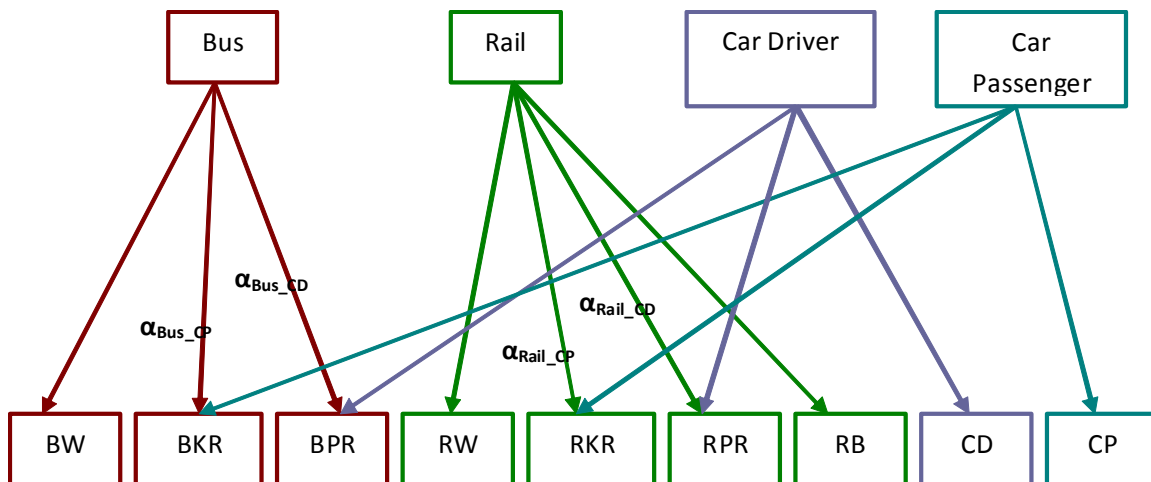 Bus
Rail
Car Driver
Car
Passenger
αBus_CD
αBus_CP
αRail_CD
αRail_CP
BW
BKR
BPR
RW
RKR
RPR
RB
CD
CP